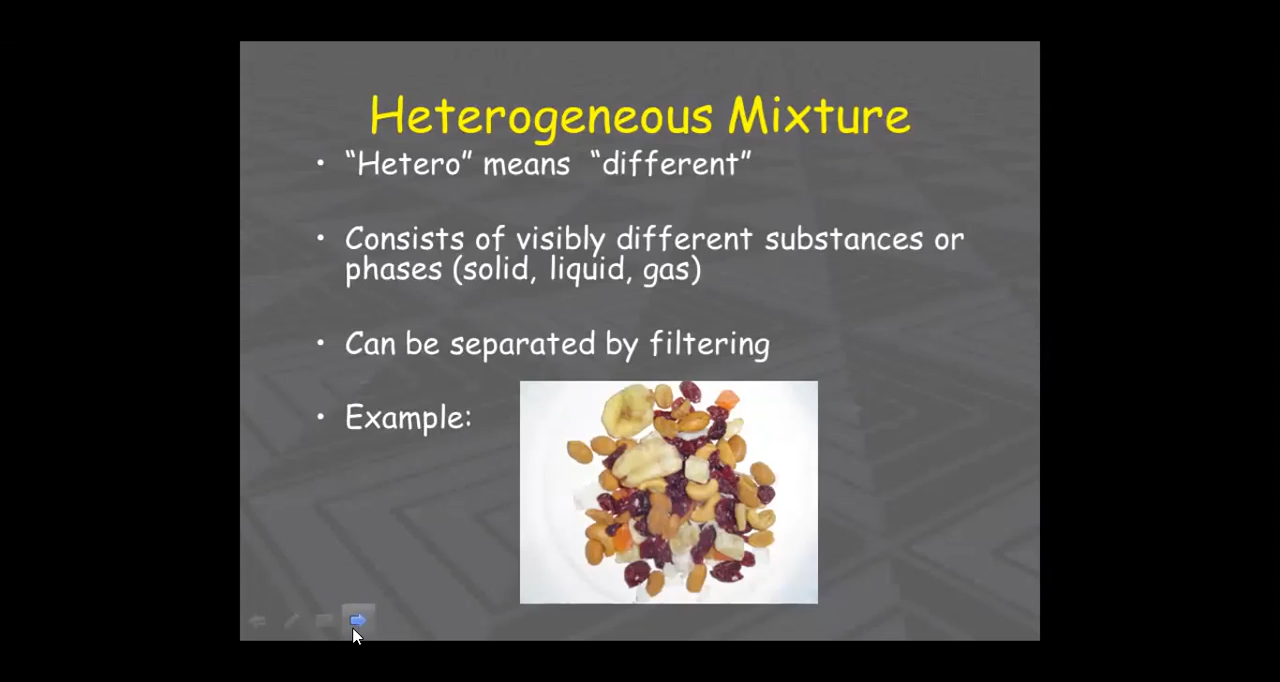 Heterogeneous Mixture
• “Hetero” means “different”
• Consists of visibly different substances or
phases (solid, liquid, gas)
• Can be separated by filtering
• Example: